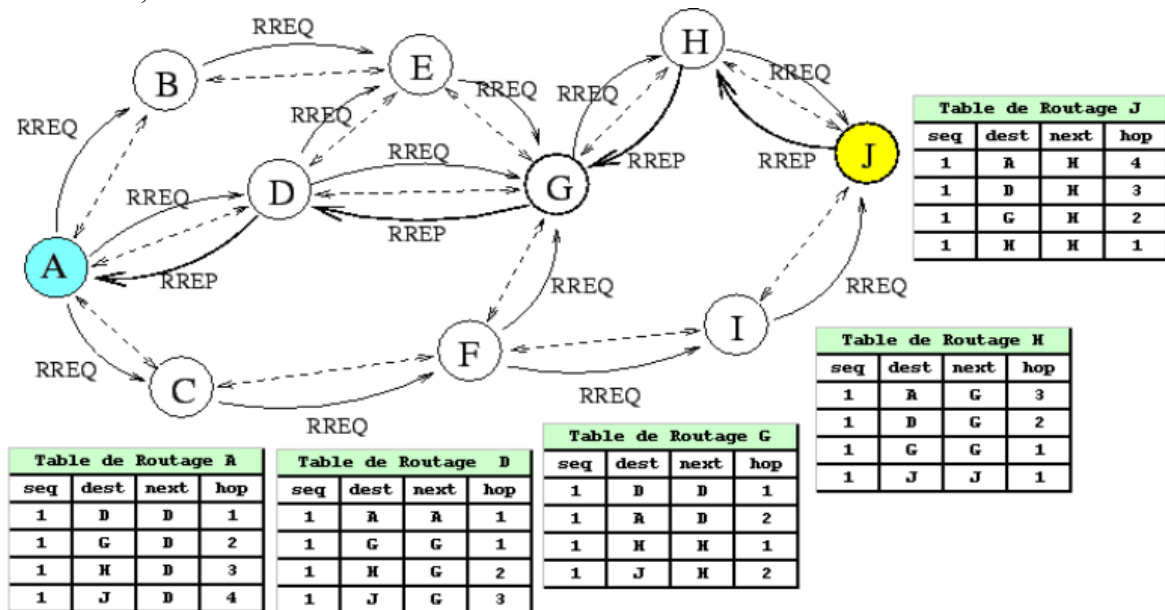 RREQ
H
RREQ
E
B
RREQ
RREQ
RREQ
RREQ
RREQ
RREQ
RREP
RREP
J
D
G
RREQ
RREP
A
RREP
RREQ
RREQ
I
F
RREQ
C
RREQ
RREQ
Table de Routage J
seq dest next hop
1 A H 4
1 D H 3
1 G H 2
1 H H 1
Table de Routage H
seq dest next hop
1 A G 3
1 D G 2
1 G G 1
1 J J 1
Table de Routage A
seq dest next hop
1 D D 1
1 G D 2
1 H D 3
1 J D 4
Table de Routage D
seq dest next hop
1 A A 1
1 G G 1
1 H G 2
1 J G 3
Table de Routage G
seq dest next hop
1 D D 1
1 A D 2
1 H H 1
1 J H 2